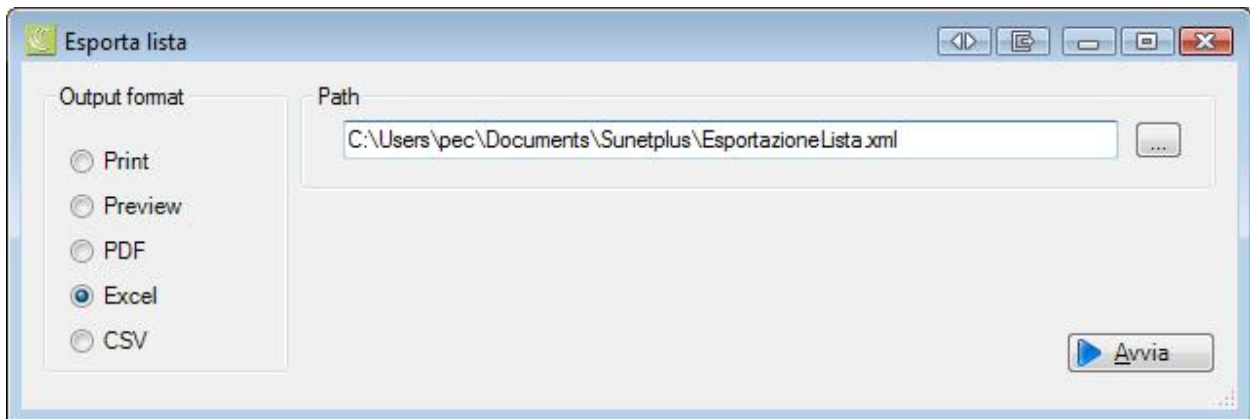 Esporta lista
Output format
Print
Preview
PDF
Excel
CSV
Path
C:\Users\pec\Documents\Sunetplus\EsportazioneLista.xml
...
Avvia